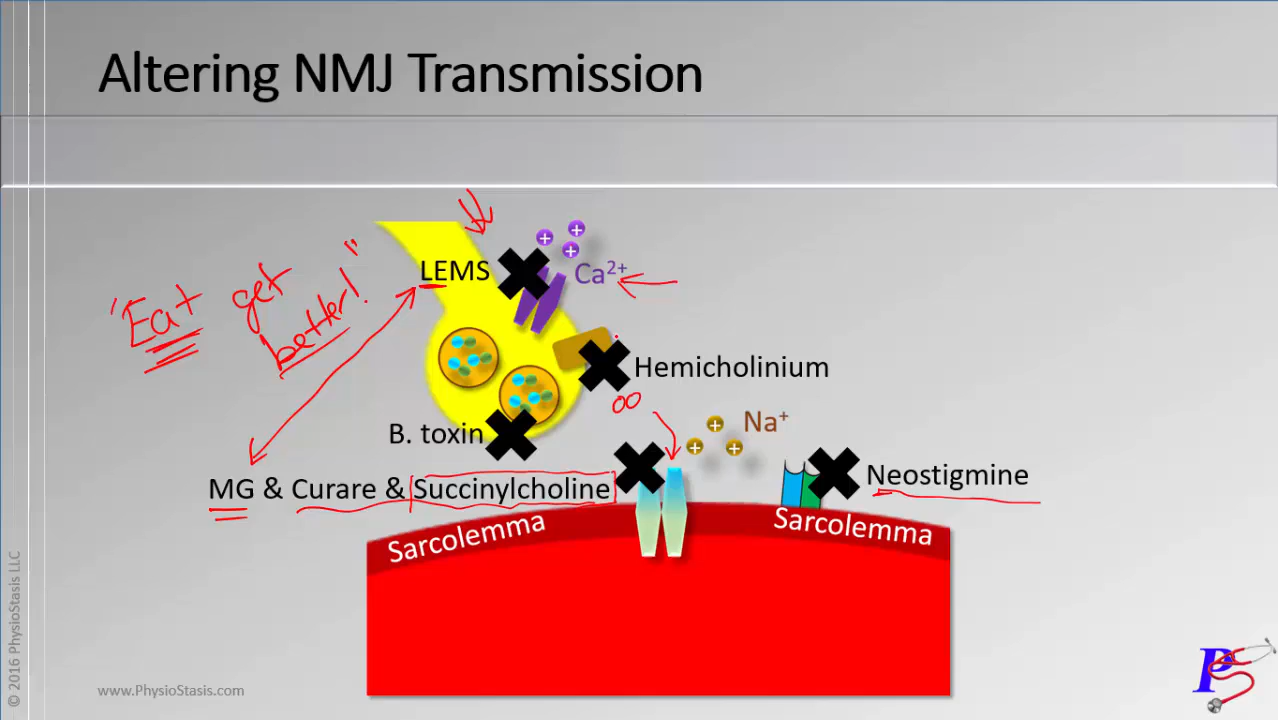 Altering NMJ Transmission
LEMS
Ca²⁺
"Eat get
better!"
Hemicholinium
B. toxin
Na⁺
MG & Curare & Succinylcholine
Neostigmine
Sarcolemma
Sarcolemma
© 2016 PhysioStasis LLC
www.PhysioStasis.com
PS